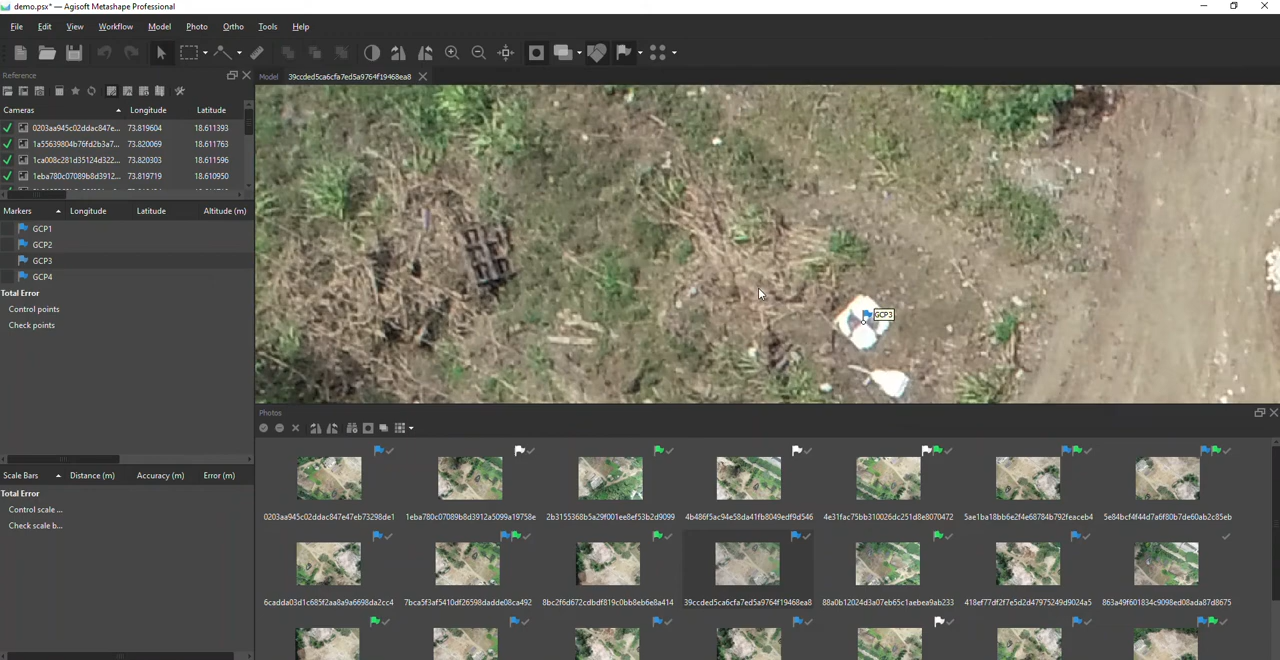 demo.psx* — Agisoft Metashape Professional
File Edit View Workflow Model Photo Ortho Tools Help
Reference
Model 39ccded5ca6cfa7ed5a9764f19468ea8
Cameras Longitude Latitude
0203aa945c02ddac847e... 73.819604 18.611393
1a55639804b76fd2b3a7... 73.820069 18.611763
1ca008c281d35124d322... 73.820303 18.611596
1eba780c07089b8d3912... 73.819719 18.610950
Markers Longitude Latitude Altitude (m)
GCP1
GCP2
GCP3
GCP4
Total Error
Control points
Check points
GCP3
Scale Bars Distance (m) Accuracy (m) Error (m)
Total Error
Control scale ...
Check scale b...
Photos
0203aa945c02ddac847e47eb73298de1 1eba780c07089b8d3912a5099a19758e 2b3155368b5a29f001ee8ef53b2d9099 4b486f5ac94e58da41fb8049edf9d546 4e31fac75bb310026dc251d8e8070472 5ae1ba18bb6e2f4e68784b792feaceb4 5e84bcf4f44d7a6f80b7de60ab2c85eb
6cadda03d1c685f2aa8a9a6698da2cc4 7bca5f3af5410df26598dadde08ca492 8bc2f6d672cdbdf819c0bb8eb6e8a414 39ccded5ca6cfa7ed5a9764f19468ea8 88a0b12024d3a07eb65c1aebea9ab233 418ef77df2f7e5d2d47975249d9024a5 863a49f601834c9098ed08ada87d8675